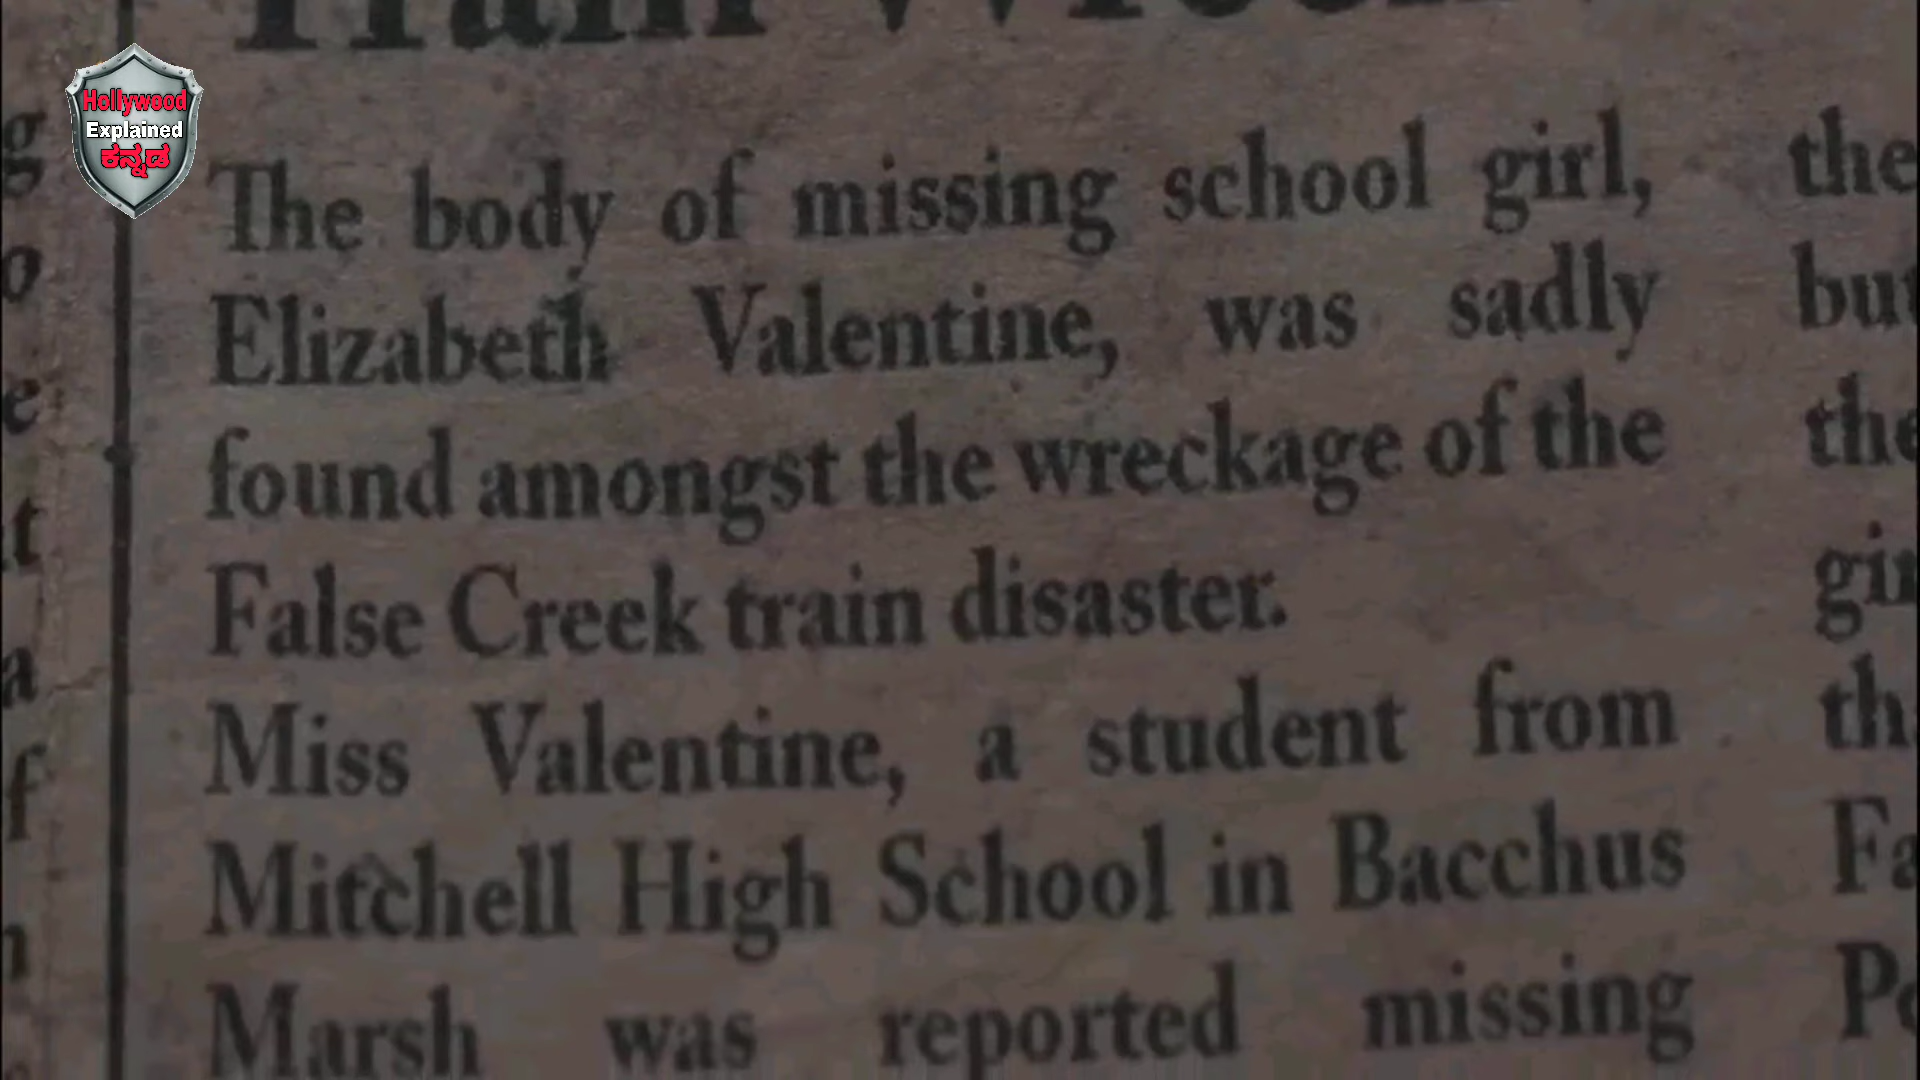 Hollywood
Explained
ಕನ್ನಡ
The body of missing school girl,
Elizabeth Valentine, was sadly
found amongst the wreckage of the
False Creek train disaster.
Miss Valentine, a student from
Mitchell High School in Bacchus
Marsh was reported missing
the